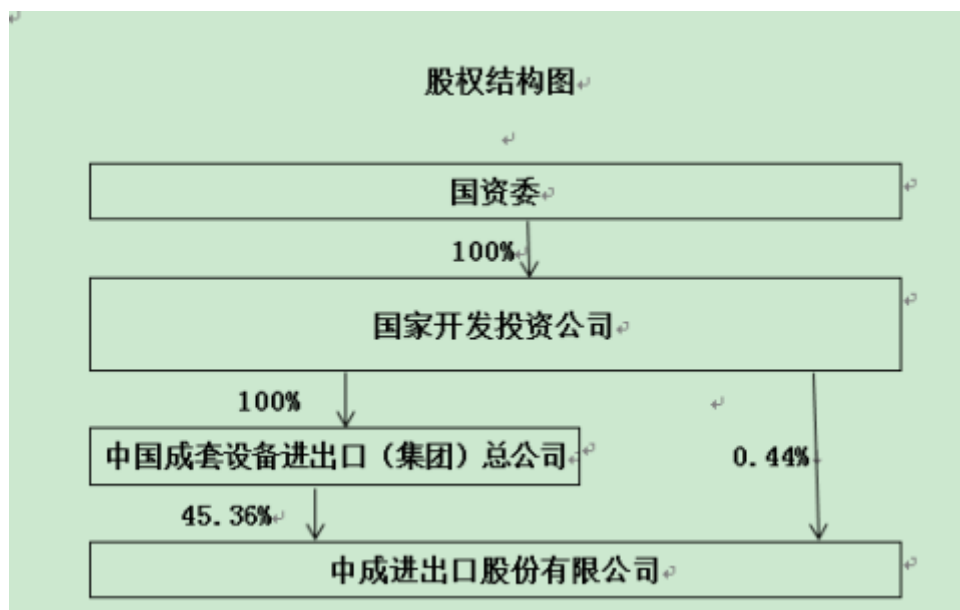 股权结构图
国资委
100%
国家开发投资公司
100%
中国成套设备进出口（集团）总公司
0.44%
45.36%
中成进出口股份有限公司